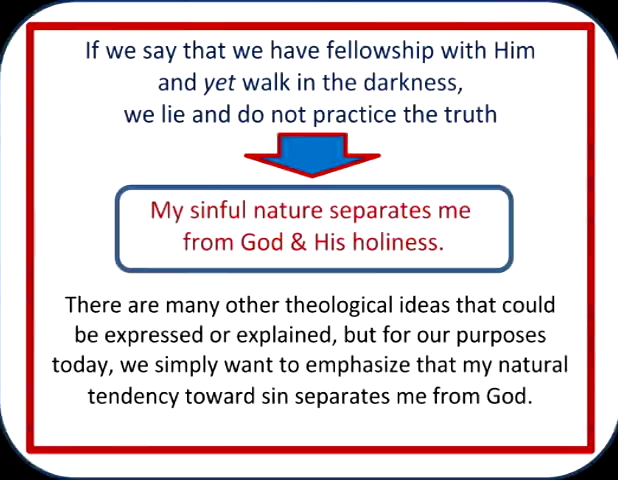 If we say that we have fellowship with Him
and yet walk in the darkness,
we lie and do not practice the truth
My sinful nature separates me
from God & His holiness.
There are many other theological ideas that could
be expressed or explained, but for our purposes
today, we simply want to emphasize that my natural
tendency toward sin separates me from God.